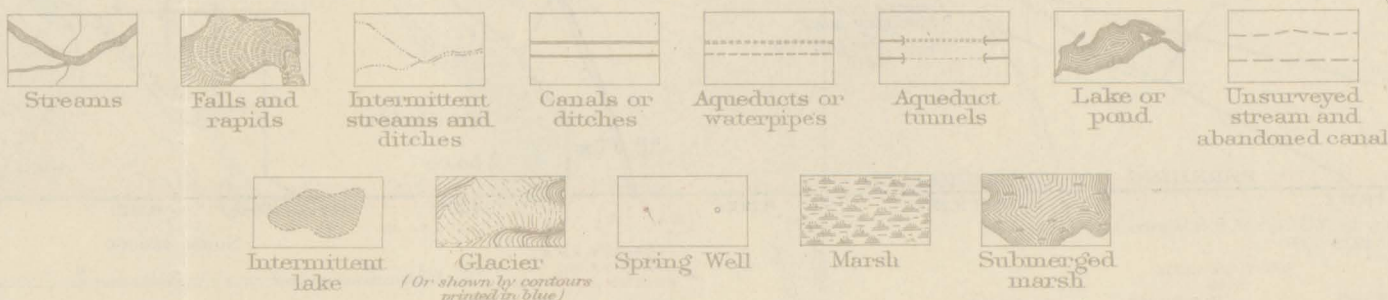 Streams
Falls and
rapids
Intermittent
streams and
ditches
Canals or
ditches
Aqueducts or
waterpipes
Aqueduct
tunnels
Lake or
pond
Unsurveyed
stream and
abandoned canal
Intermittent
lake
Glacier
(Or shown by contours
printed in blue)
Spring Well
Marsh
Submerged
marsh